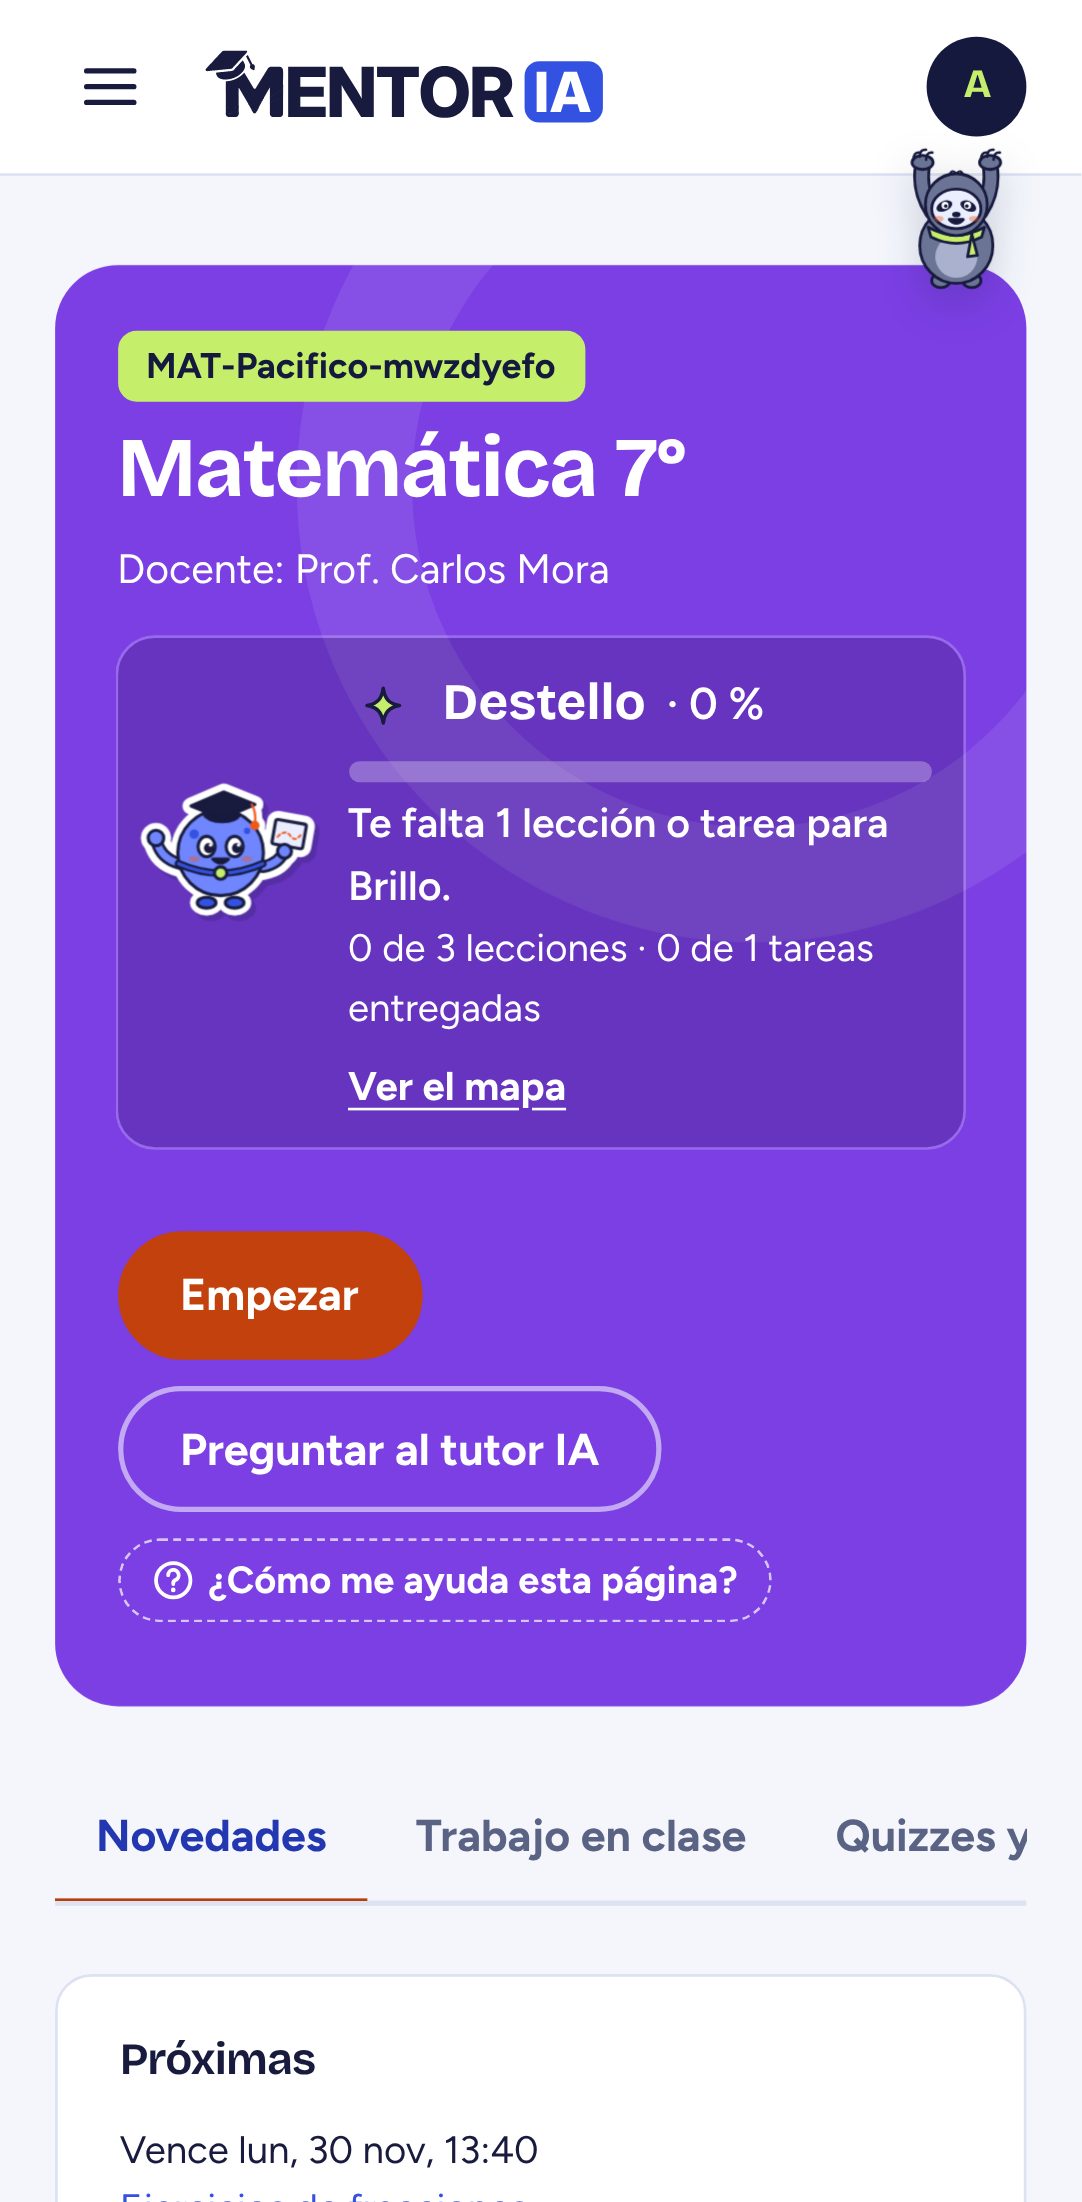 MENTOR IA
A
MAT-Pacifico-mwzdyefo
Matemática 7°
Docente: Prof. Carlos Mora
Destello · 0 %
Te falta 1 lección o tarea para
Brillo.
0 de 3 lecciones · 0 de 1 tareas
entregadas
Ver el mapa
Empezar
Preguntar al tutor IA
¿Cómo me ayuda esta página?
Novedades Trabajo en clase Quizzes y
Próximas
Vence lun, 30 nov, 13:40